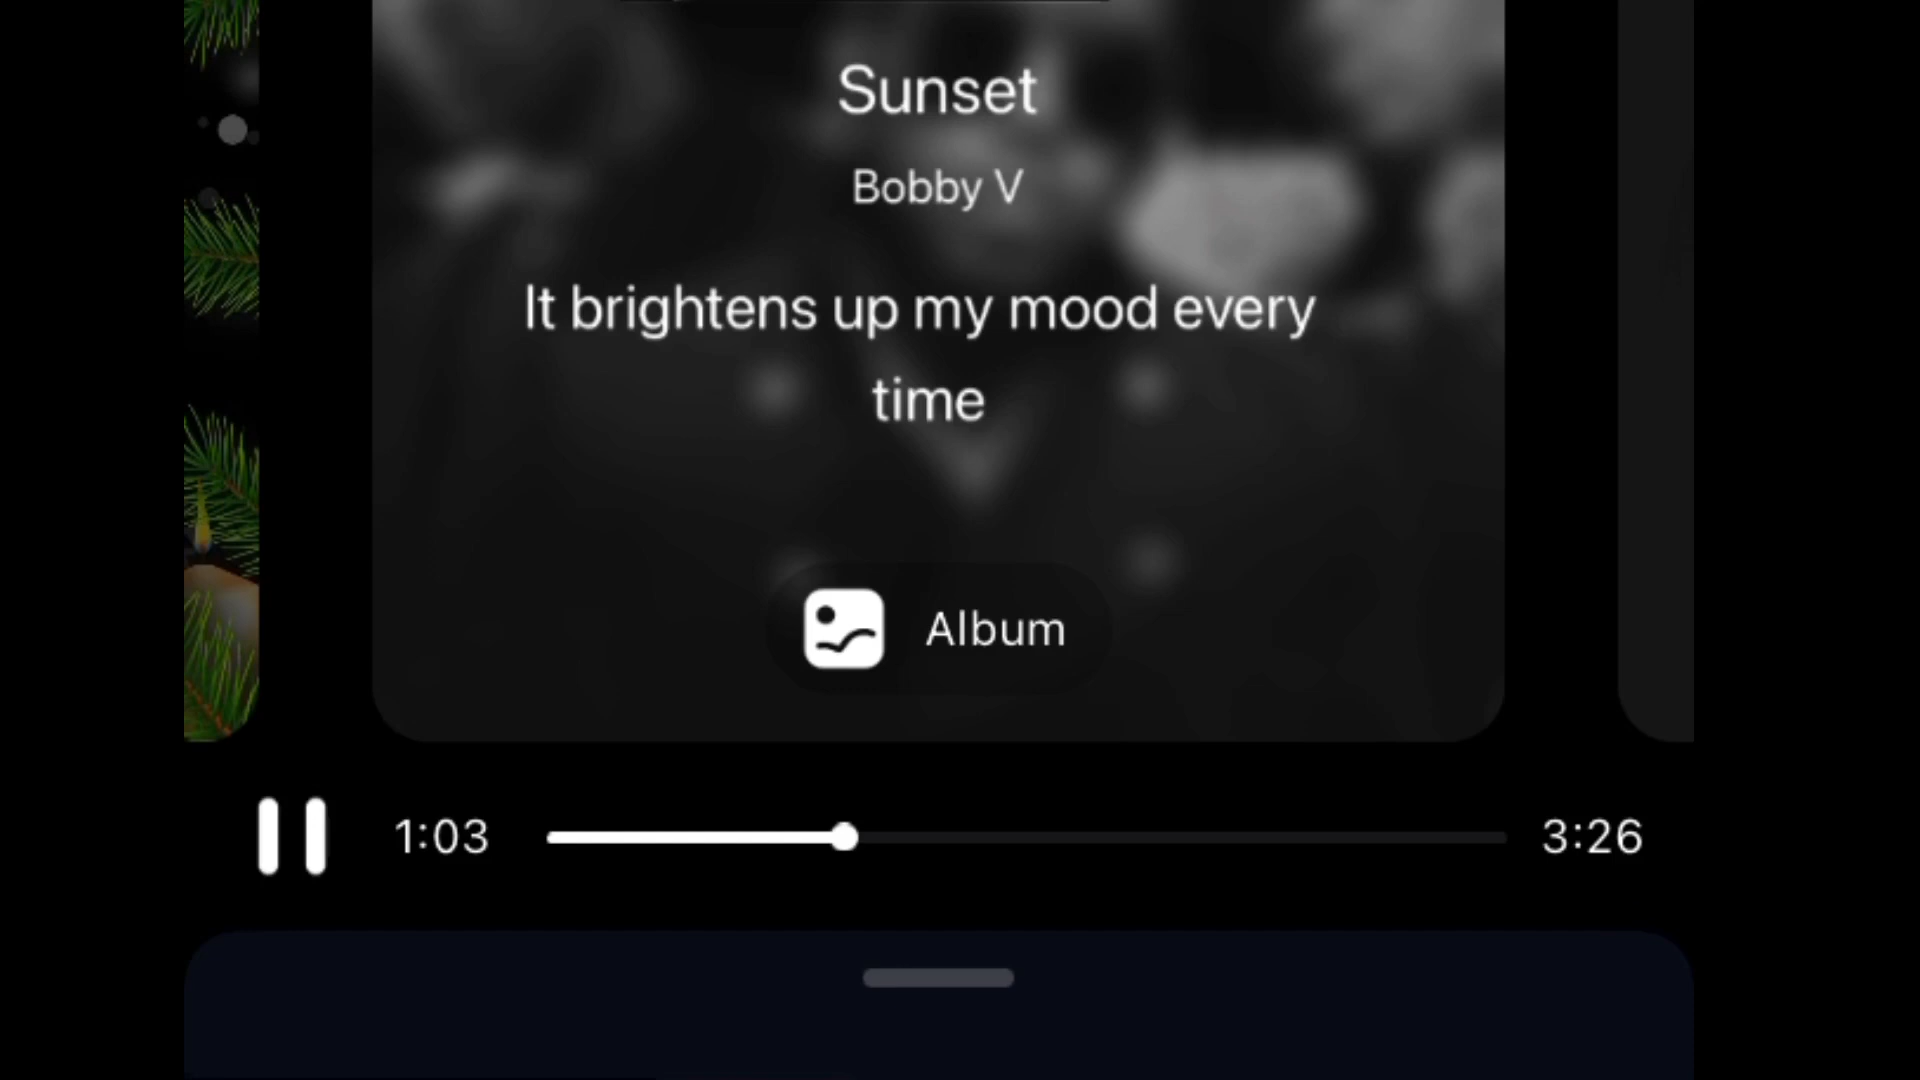 Sunset
Bobby V
It brightens up my mood every
time
Album
1:03
3:26